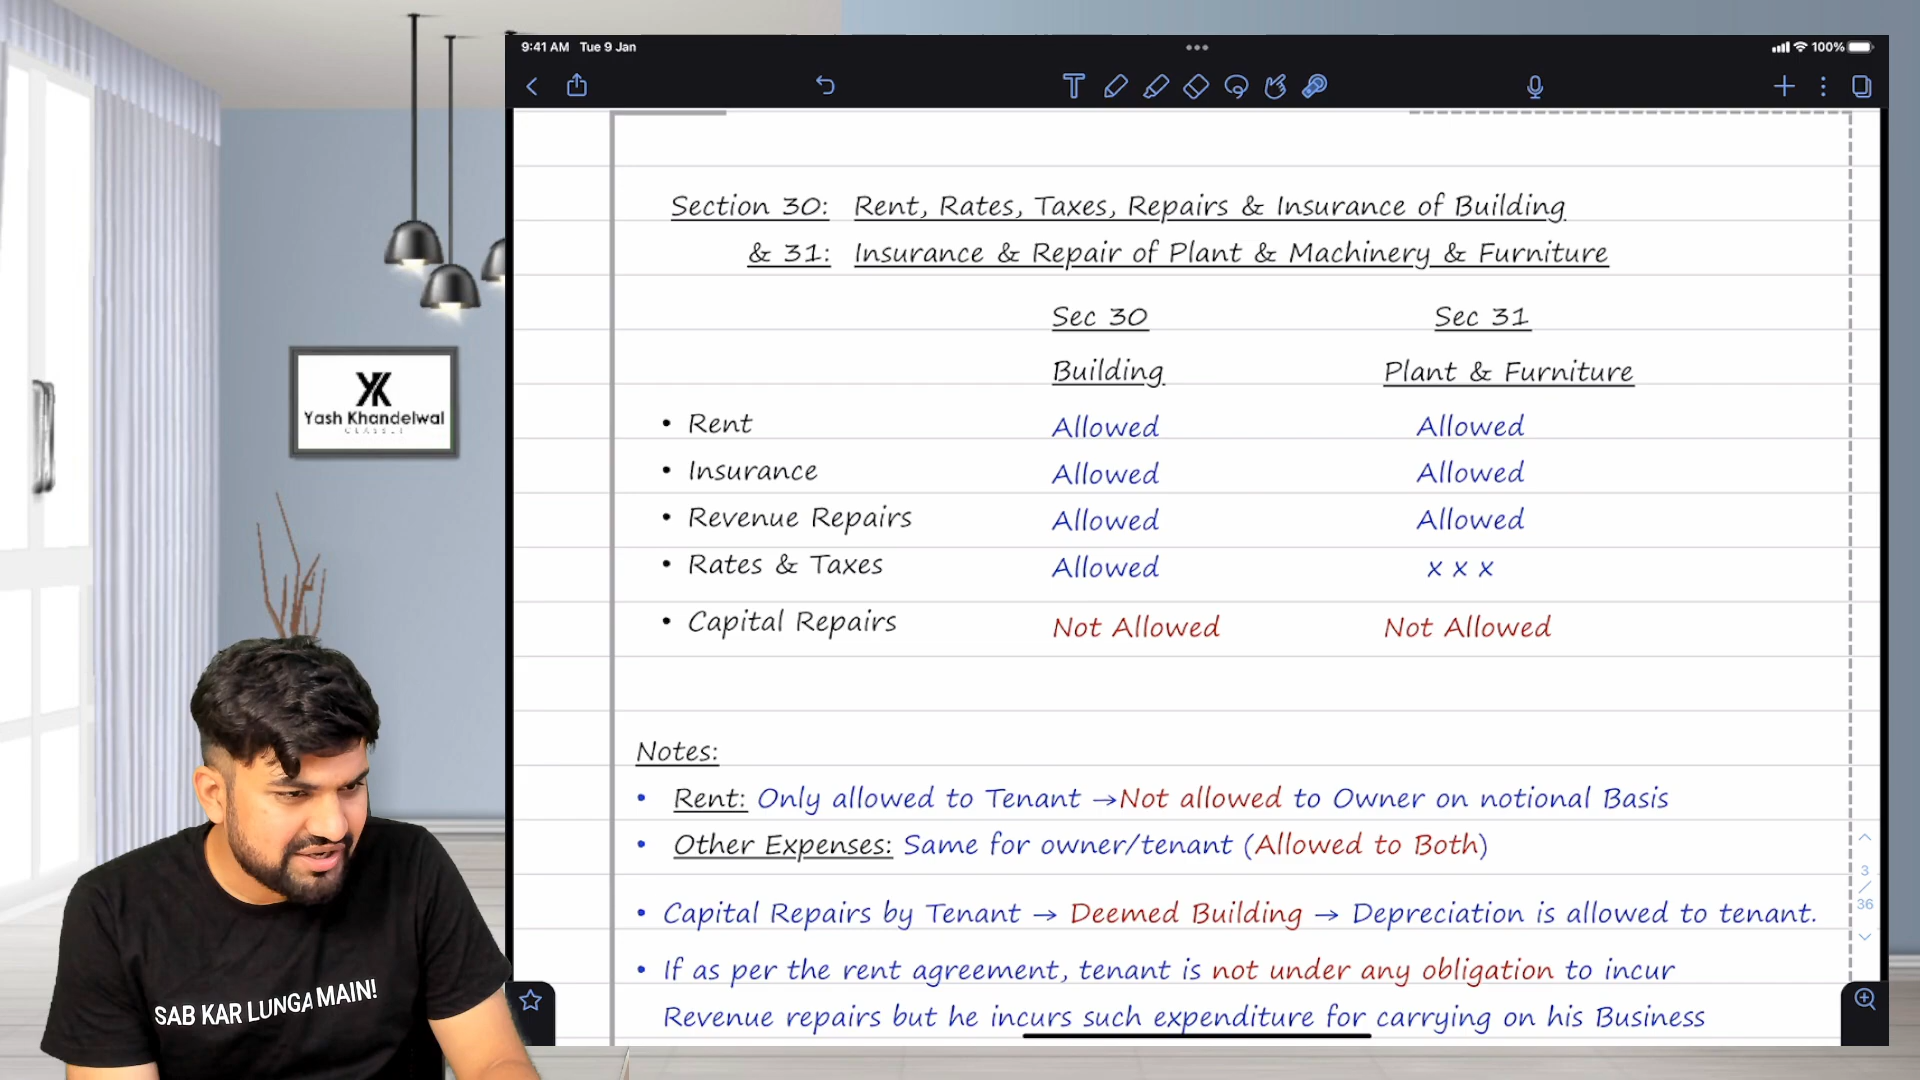 9:41 AM Tue 9 Jan
100%
Section 30: Rent, Rates, Taxes, Repairs & Insurance of Building
& 31: Insurance & Repair of Plant & Machinery & Furniture
Sec 30 Sec 31
Building Plant & Furniture
• Rent Allowed Allowed
• Insurance Allowed Allowed
• Revenue Repairs Allowed Allowed
• Rates & Taxes Allowed x x x
• Capital Repairs Not Allowed Not Allowed
Notes:
• Rent: Only allowed to Tenant → Not allowed to Owner on notional Basis
• Other Expenses: Same for owner/tenant (Allowed to Both)
• Capital Repairs by Tenant → Deemed Building → Depreciation is allowed to tenant.
• If as per the rent agreement, tenant is not under any obligation to incur
Revenue repairs but he incurs such expenditure for carrying on his Business
3
/
36
Yash Khandelwal
CLASSES
SAB KAR LUNGA MAIN!